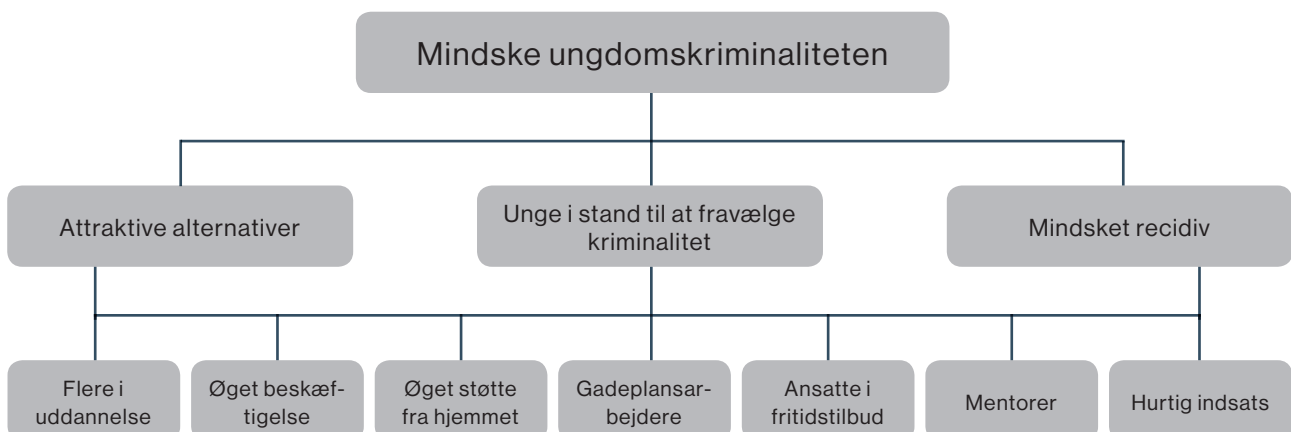 Mindske ungdomskriminaliteten
Attraktive alternativer
Unge i stand til at fravælge
kriminalitet
Mindsket recidiv
Flere i
uddannelse
Øget beskæf-
tigelse
Øget støtte
fra hjemmet
Gadeplansar-
bejdere
Ansatte i
fritidstilbud
Mentorer
Hurtig indsats